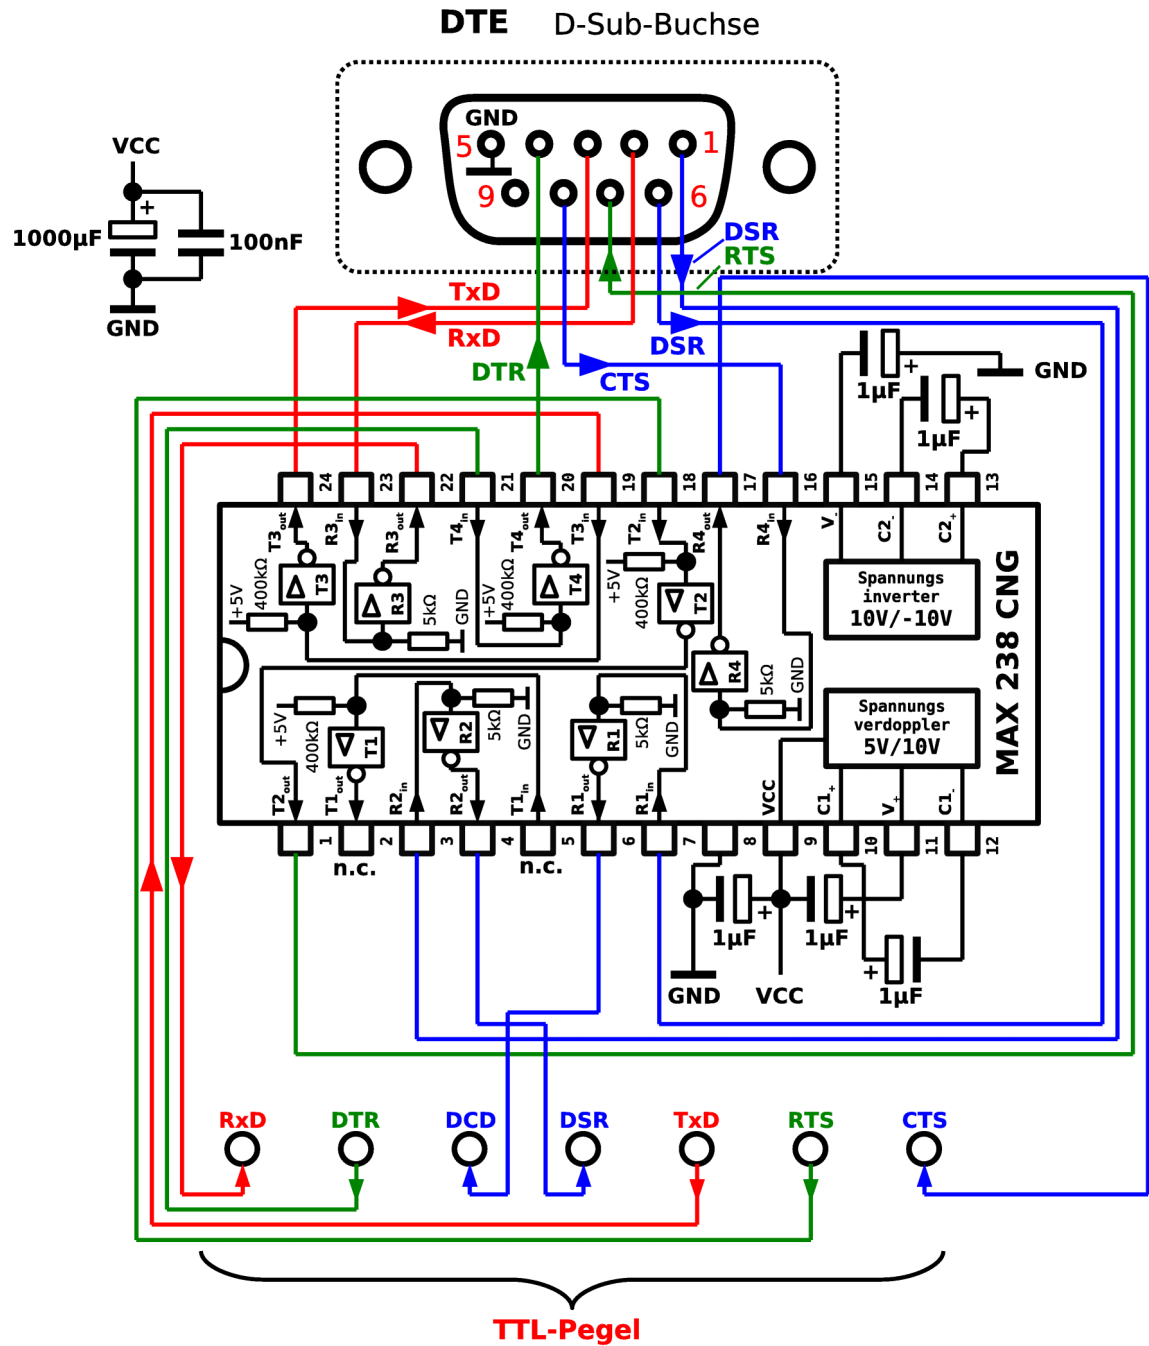 DTE D-Sub-Buchse
GND
5 1
9 6
VCC
+
1000µF 100nF
GND
DSR
RTS
TxD
RxD
DSR
DTR
CTS
1µF + GND
1µF +
24 23 22 21 20 19 18 17 16 15 14 13
T3out R3in R3out T4in T4out T3in T2in R4out R4in V- C2- C2+
+5V 400kΩ T3 R3 5kΩ GND +5V 400kΩ T4 +5V 400kΩ T2
Spannungs
inverter
10V/-10V
R4 5kΩ GND
MAX 238 CNG
+5V 400kΩ T1 R2 5kΩ GND R1 5kΩ GND
Spannungs
verdoppler
5V/10V
T2out T1out R2in R2out T1in R1out R1in VCC C1+ V+ C1-
1 2 3 4 5 6 7 8 9 10 11 12
n.c. n.c.
+ +
1µF 1µF
+
GND VCC 1µF
RxD DTR DCD DSR TxD RTS CTS
TTL-Pegel